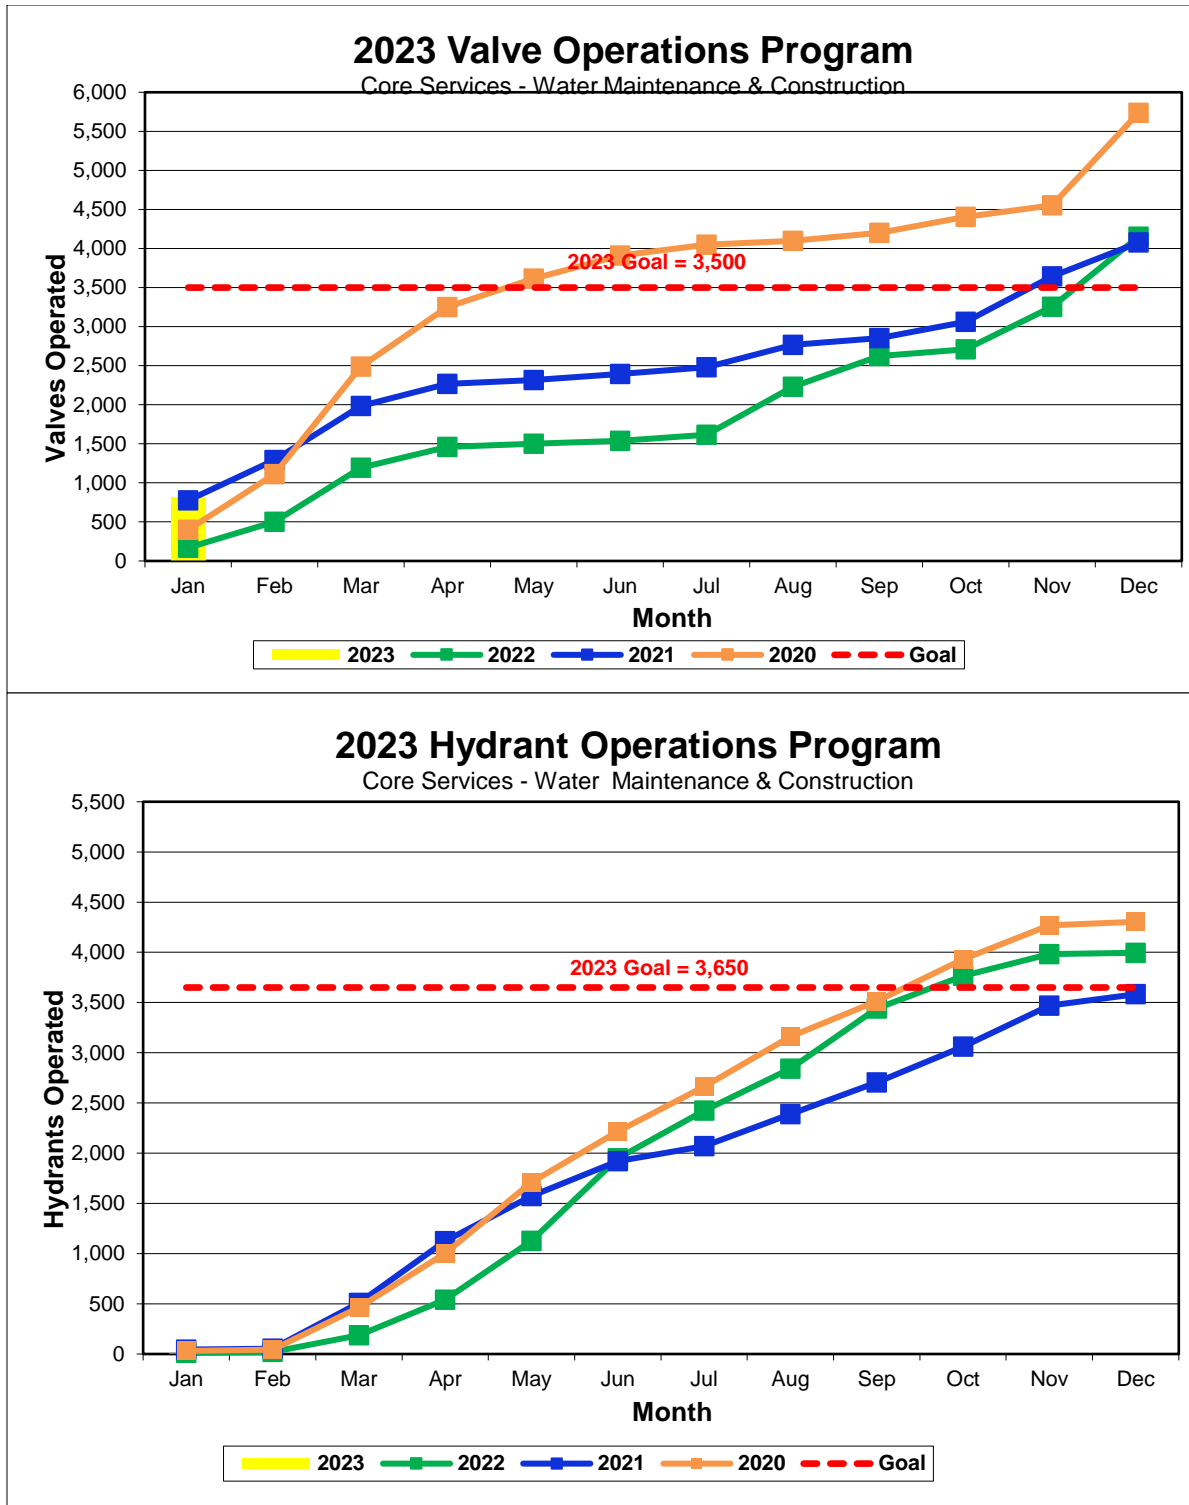 2023 Valve Operations Program
Core Services - Water Maintenance & Construction
6,000
5,500
5,000
4,500
4,000
3,500
3,000
2,500
2,000
1,500
1,000
500
0
Valves Operated
2023 Goal = 3,500
Jan Feb Mar Apr May Jun Jul Aug Sep Oct Nov Dec
Month
2023 2022 2021 2020 Goal
2023 Hydrant Operations Program
Core Services - Water  Maintenance & Construction
5,500
5,000
4,500
4,000
3,500
3,000
2,500
2,000
1,500
1,000
500
0
Hydrants Operated
2023 Goal = 3,650
Jan Feb Mar Apr May Jun Jul Aug Sep Oct Nov Dec
Month
2023 2022 2021 2020 Goal